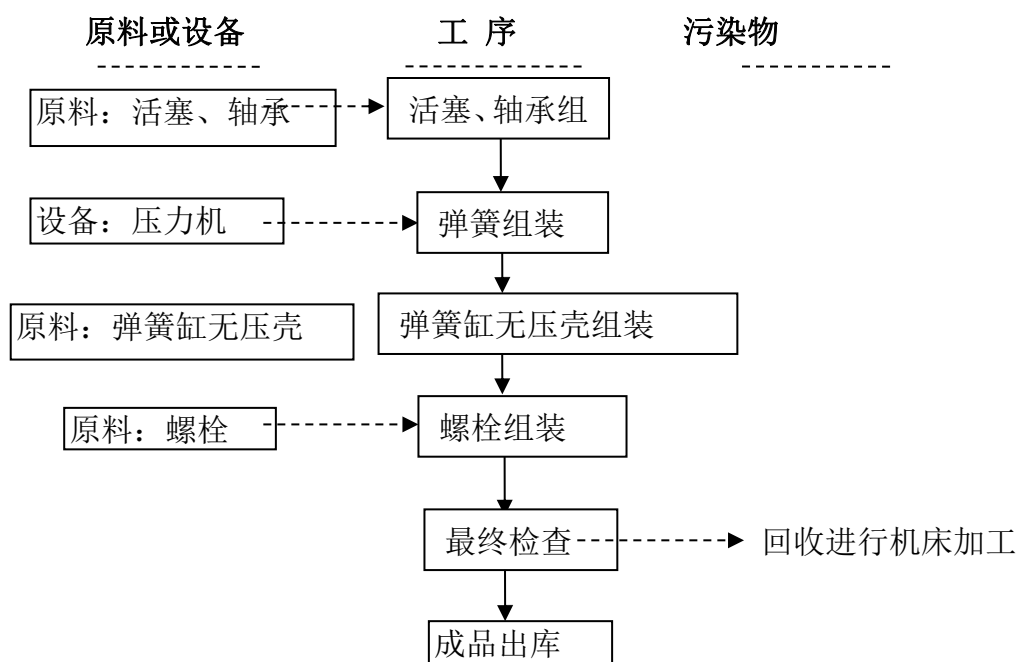 原料或设备 工 序 污染物
原料：活塞、轴承 活塞、轴承组
设备：压力机 弹簧组装
原料：弹簧缸无压壳 弹簧缸无压壳组装
原料：螺栓 螺栓组装
最终检查 回收进行机床加工
成品出库